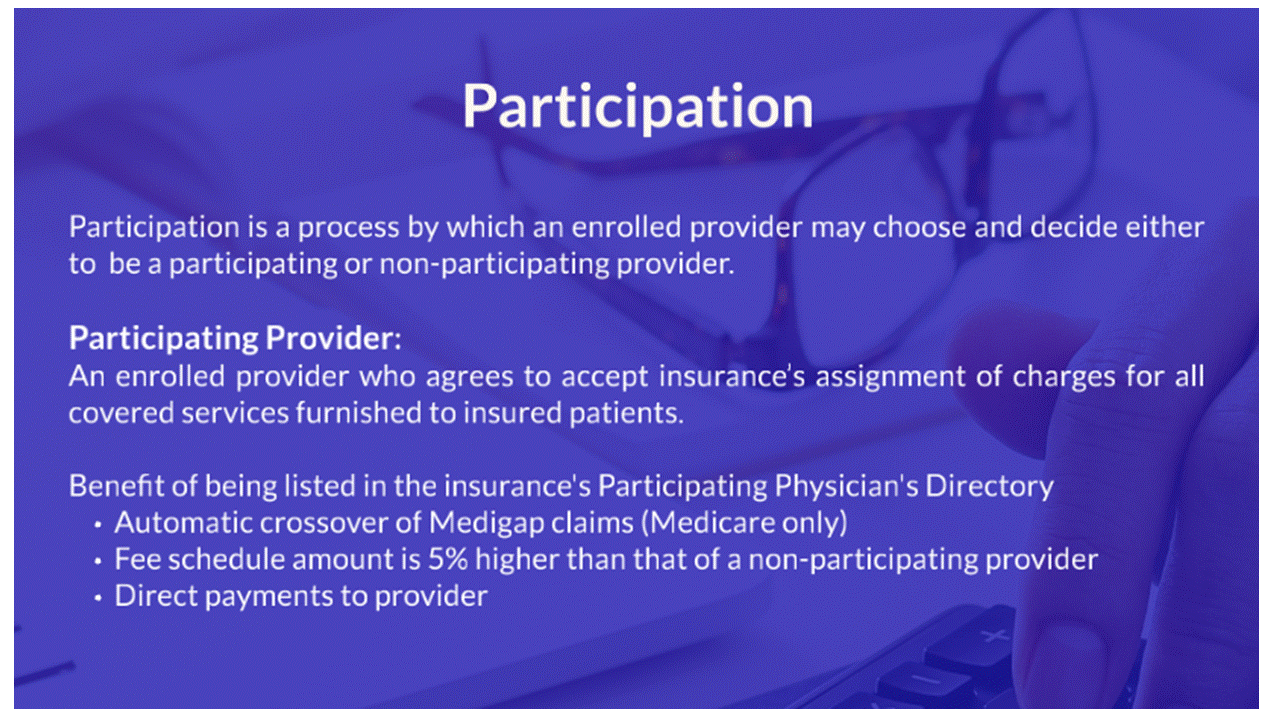 Participation
Participation is a process by which an enrolled provider may choose and decide either
to be a participating or non-participating provider.
Participating Provider:
An enrolled provider who agrees to accept insurance's assignment of charges for all
covered services furnished to insured patients.
Benefit of being listed in the insurance's Participating Physician's Directory
• Automatic crossover of Medigap claims (Medicare only)
• Fee schedule amount is 5% higher than that of a non-participating provider
• Direct payments to provider